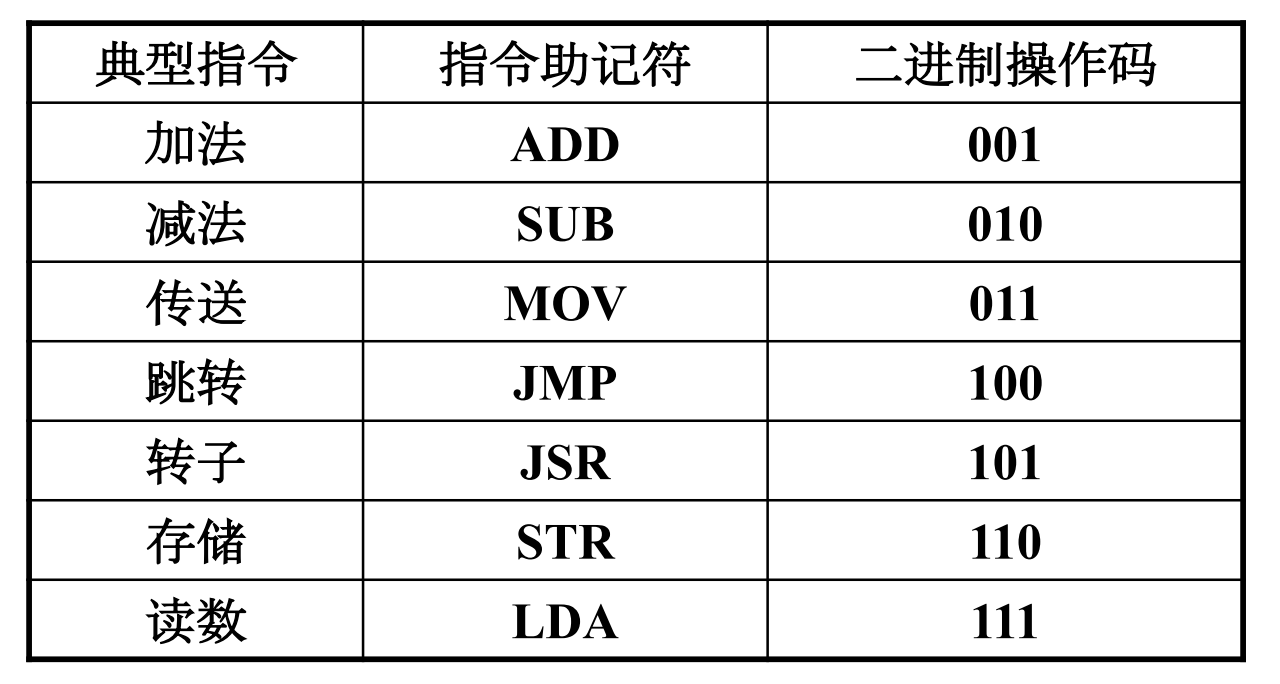 典型指令 指令助记符 二进制操作码
加法 ADD 001
减法 SUB 010
传送 MOV 011
跳转 JMP 100
转子 JSR 101
存储 STR 110
读数 LDA 111